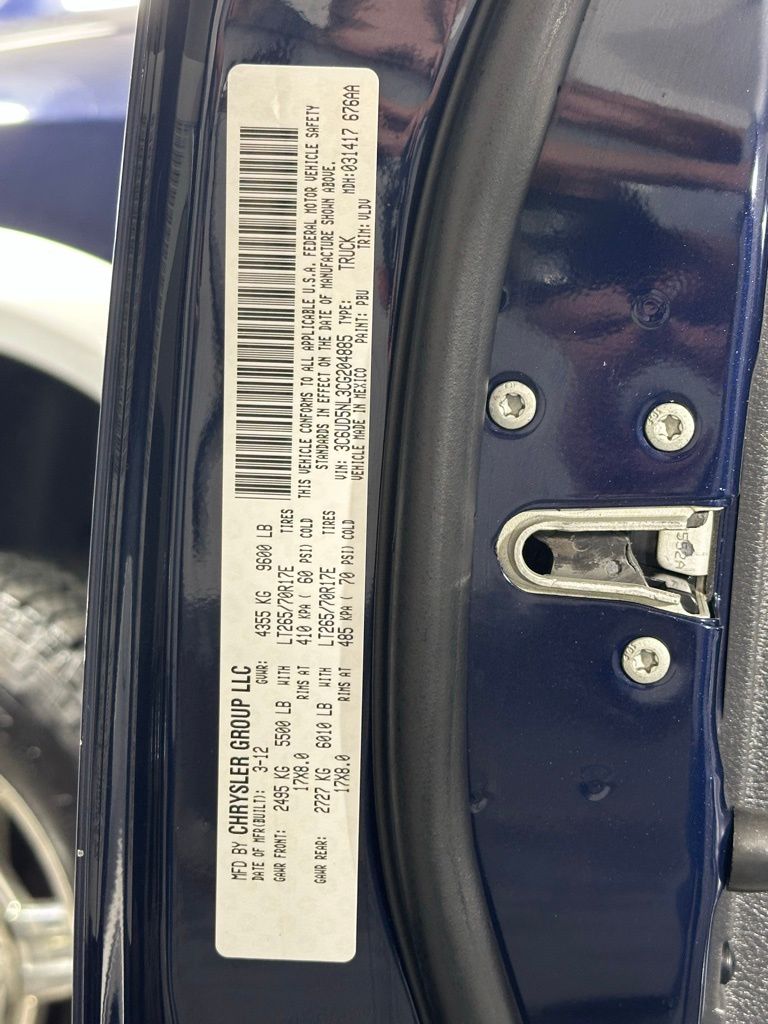 MFD BY CHRYSLER GROUP LLC
DATE OF MFR(BUILT): 3-12 GVWR: 4355 KG 9600 LB
GAWR FRONT: 2495 KG 5500 LB WITH LT265/70R17E TIRES
17X8.0 RIMS AT 410 KPA ( 60 PSI) COLD
GAWR REAR: 2727 KG 6010 LB WITH LT265/70R17E TIRES
17X8.0 RIMS AT 485 KPA ( 70 PSI) COLD
THIS VEHICLE CONFORMS TO ALL APPLICABLE U.S.A. FEDERAL MOTOR VEHICLE SAFETY
STANDARDS IN EFFECT ON THE DATE OF MANUFACTURE SHOWN ABOVE.
VIN: 3C6UD5NL3CG204885 TYPE: TRUCK MDH: 031417 676AA
VEHICLE MADE IN MEXICO PAINT: PBU TRIM: VLDV
592A